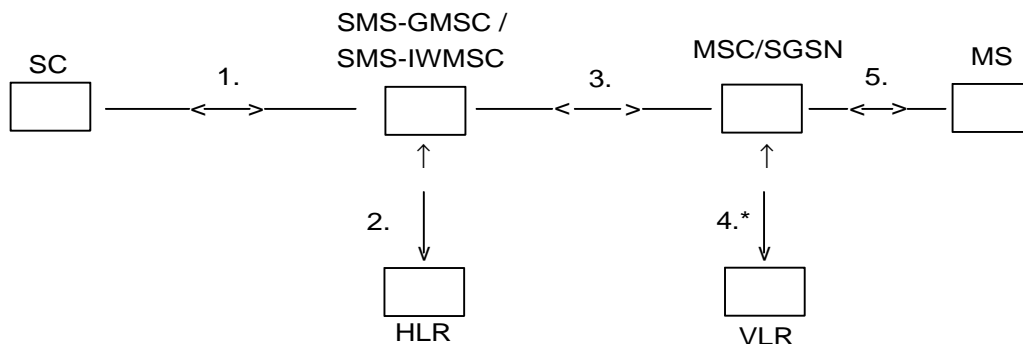 SMS-GMSC /
SMS-IWMSC
MSC/SGSN
SC
MS
1.
3.
5.
2.
4.*
HLR
VLR